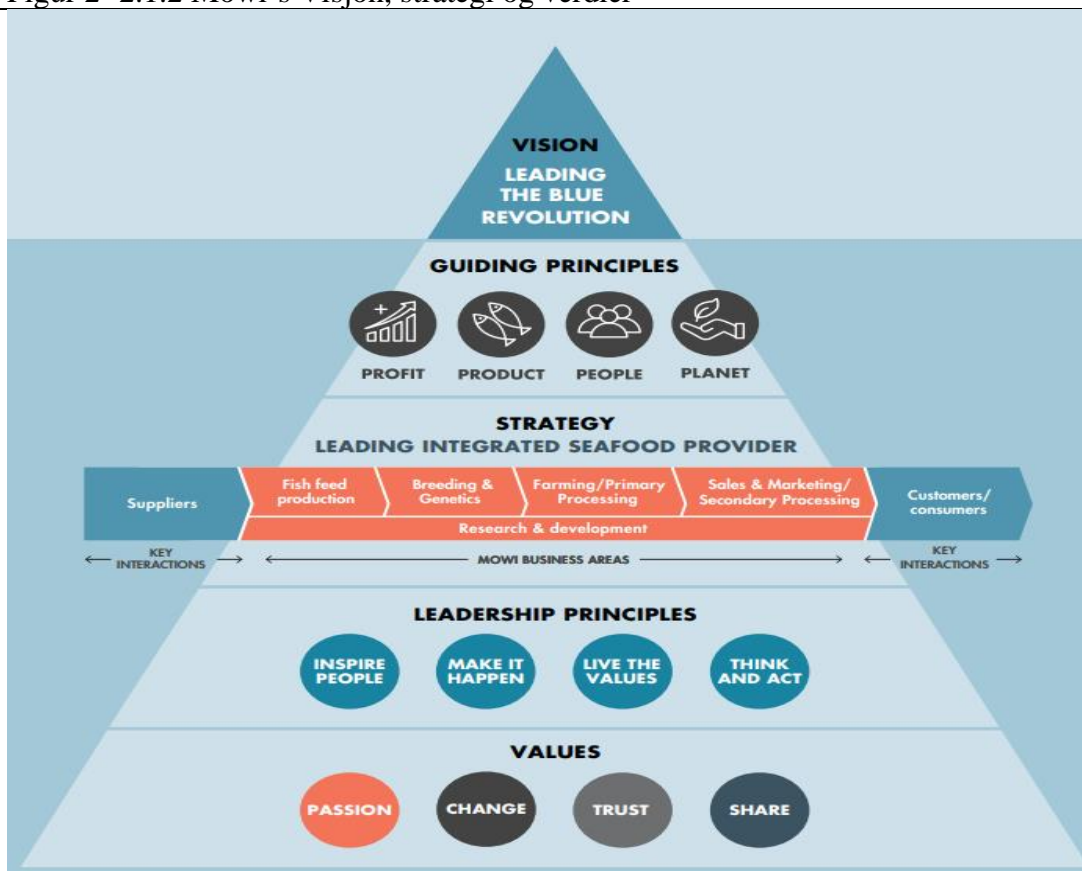 Figur 2- 2.1.2 Mowi's Visjon, strategi og verdier
VISION
LEADING
THE BLUE
REVOLUTION
GUIDING PRINCIPLES
PROFIT PRODUCT PEOPLE PLANET
STRATEGY
LEADING INTEGRATED SEAFOOD PROVIDER
Suppliers
Fish feed
production
Breeding &
Genetics
Farming/Primary
Processing
Sales & Marketing/
Secondary Processing
Customers/
consumers
Research & development
KEY
INTERACTIONS
MOWI BUSINESS AREAS
KEY
INTERACTIONS
LEADERSHIP PRINCIPLES
INSPIRE
PEOPLE
MAKE IT
HAPPEN
LIVE THE
VALUES
THINK
AND ACT
VALUES
PASSION CHANGE TRUST SHARE